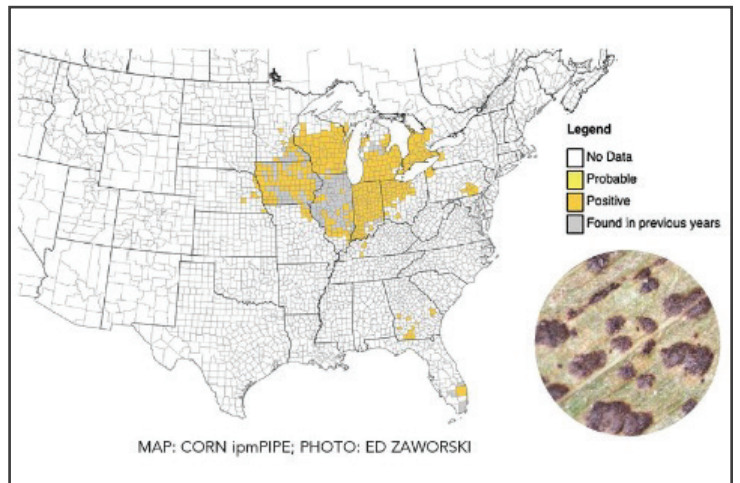 Legend
No Data
Probable
Positive
Found in previous years
MAP: CORN ipmPIPE; PHOTO: ED ZAWORSKI